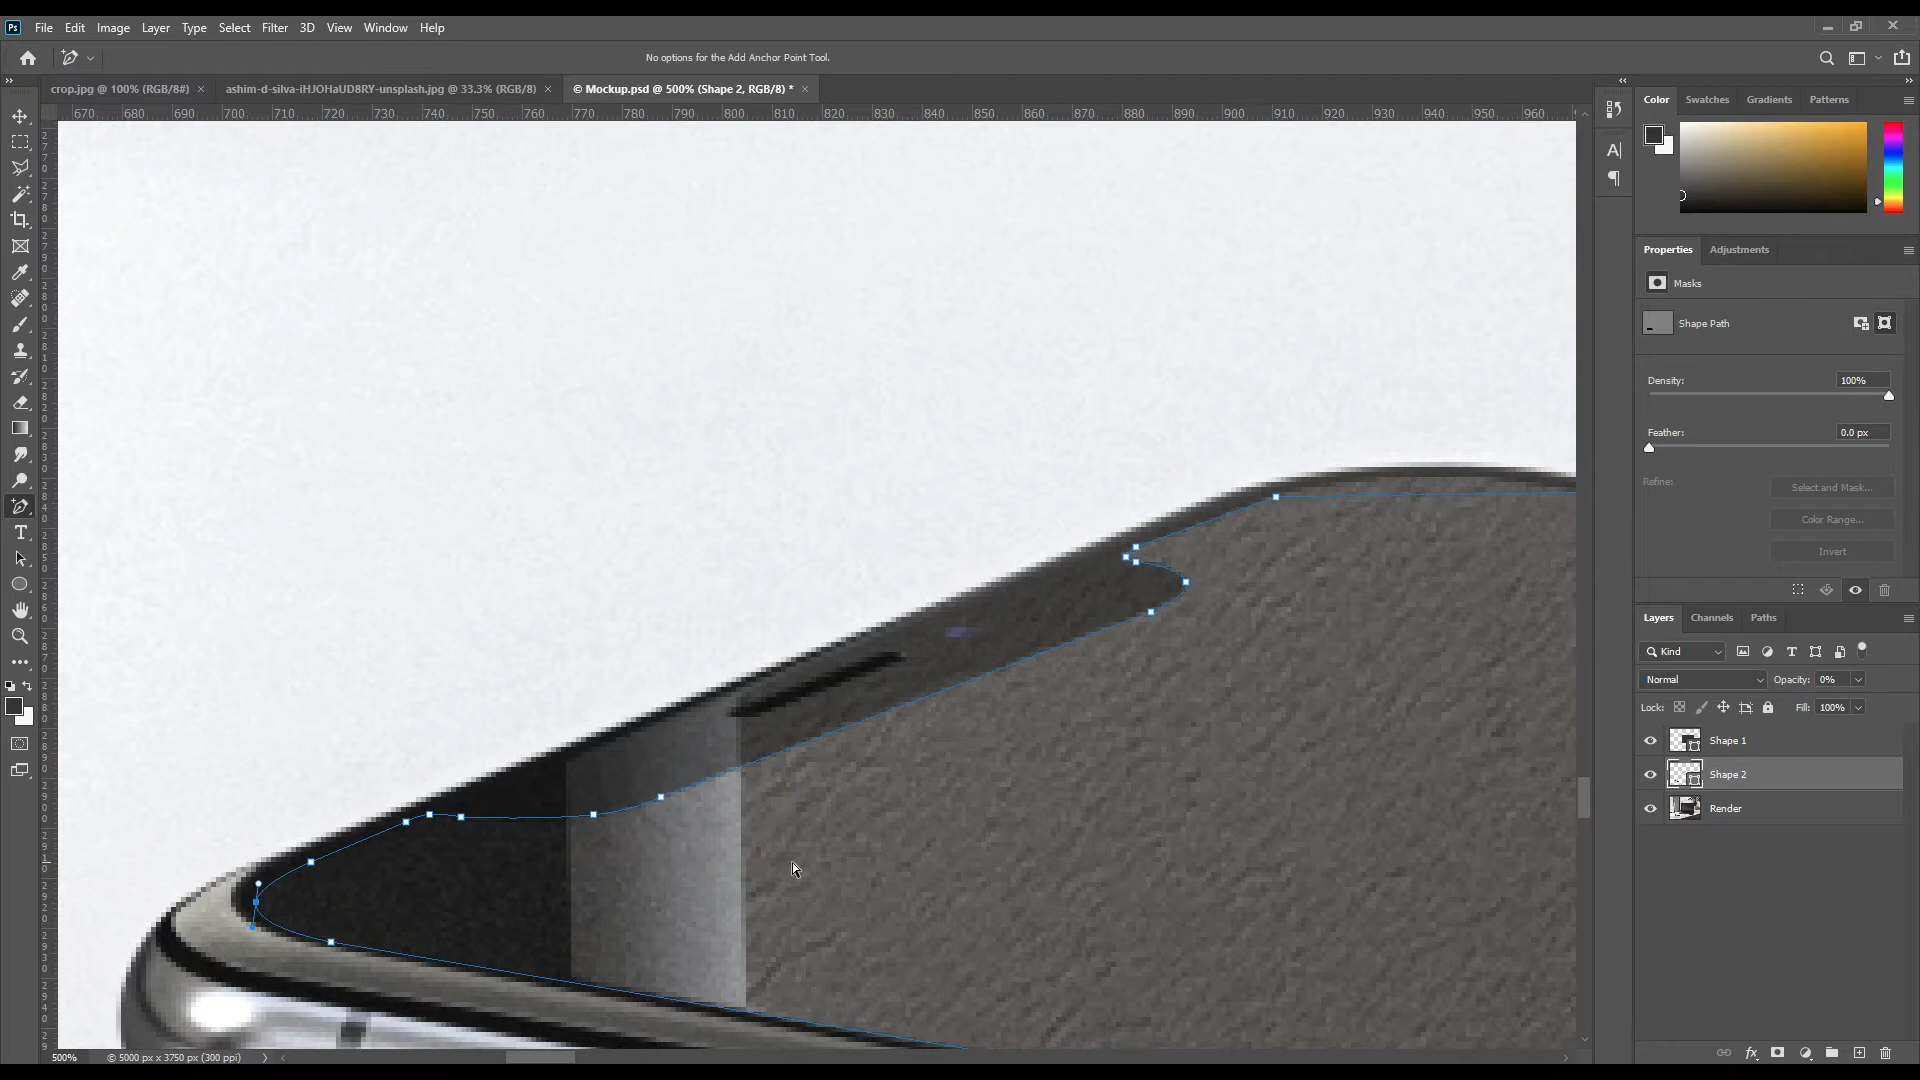 Ps File Edit Image Layer Type Select Filter 3D View Window Help
No options for the Add Anchor Point Tool.
crop.jpg @ 100% (RGB/8#) × ashim-d-silva-iHJOHaUD8RY-unsplash.jpg @ 33.3% (RGB/8) × © Mockup.psd @ 500% (Shape 2, RGB/8) * ×
670 680 690 700 710 720 730 740 750 760 770 780 790 800 810 820 830 840 850 860 870 880 890 900 910 920 930 940 950 960
Color Swatches Gradients Patterns
Properties Adjustments
Masks
Shape Path
Density: 100%
Feather: 0.0 px
Refine: Select and Mask...
Color Range...
Invert
Layers Channels Paths
Kind
Normal Opacity: 0%
Lock: Fill: 100%
Shape 1
Shape 2
Render
500% © 5000 px x 3750 px (300 ppi)